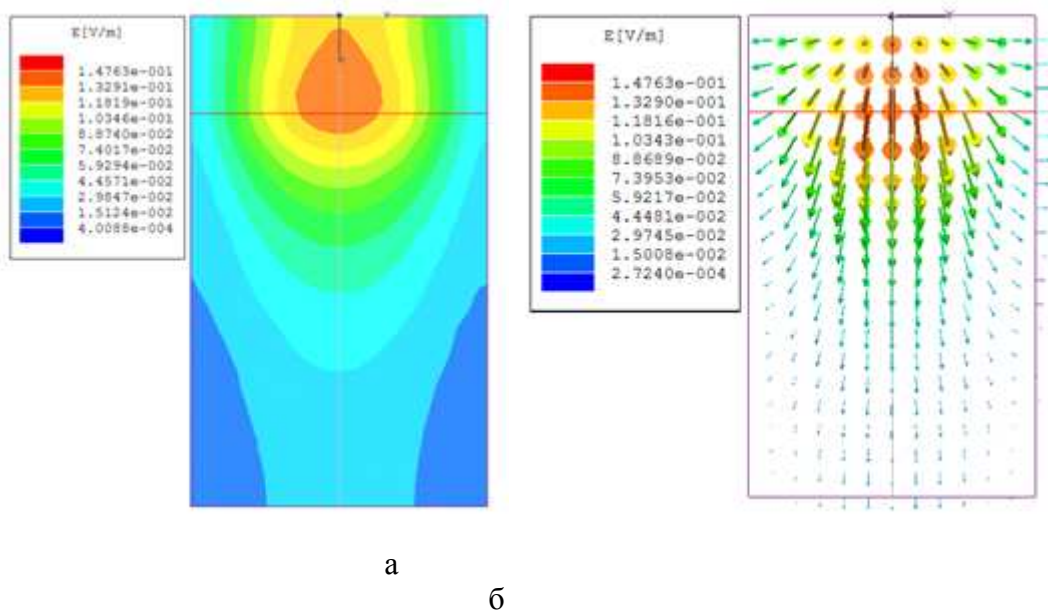 E[V/m]
1.4763e-001
1.3291e-001
1.1819e-001
1.0346e-001
8.8740e-002
7.4017e-002
5.9294e-002
4.4571e-002
2.9847e-002
1.5124e-002
4.0088e-004
E[V/m]
1.4763e-001
1.3290e-001
1.1816e-001
1.0343e-001
8.8689e-002
7.3953e-002
5.9217e-002
4.4481e-002
2.9745e-002
1.5008e-002
2.7240e-004
а
б